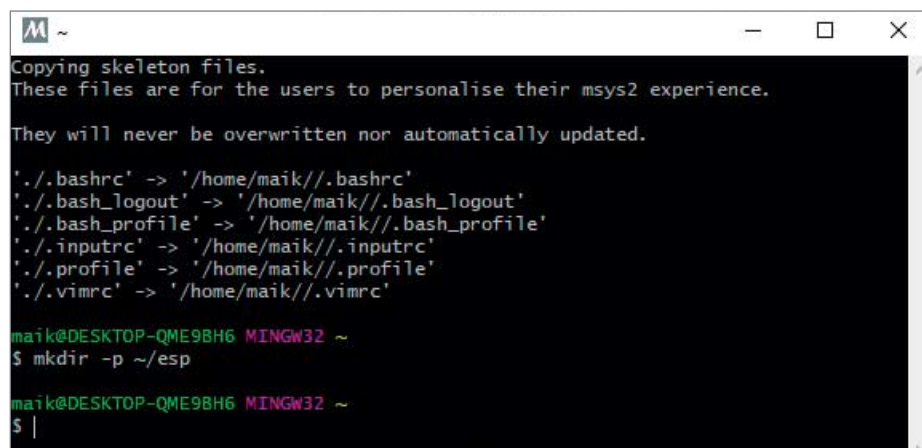 M ~
Copying skeleton files.
These files are for the users to personalise their msys2 experience.
They will never be overwritten nor automatically updated.
'./.bashrc' -> '/home/maik//.bashrc'
'./.bash_logout' -> '/home/maik//.bash_logout'
'./.bash_profile' -> '/home/maik//.bash_profile'
'./.inputrc' -> '/home/maik//.inputrc'
'./.profile' -> '/home/maik//.profile'
'./.vimrc' -> '/home/maik//.vimrc'
maik@DESKTOP-QME9BH6 MINGW32 ~
$ mkdir -p ~/esp
maik@DESKTOP-QME9BH6 MINGW32 ~
$